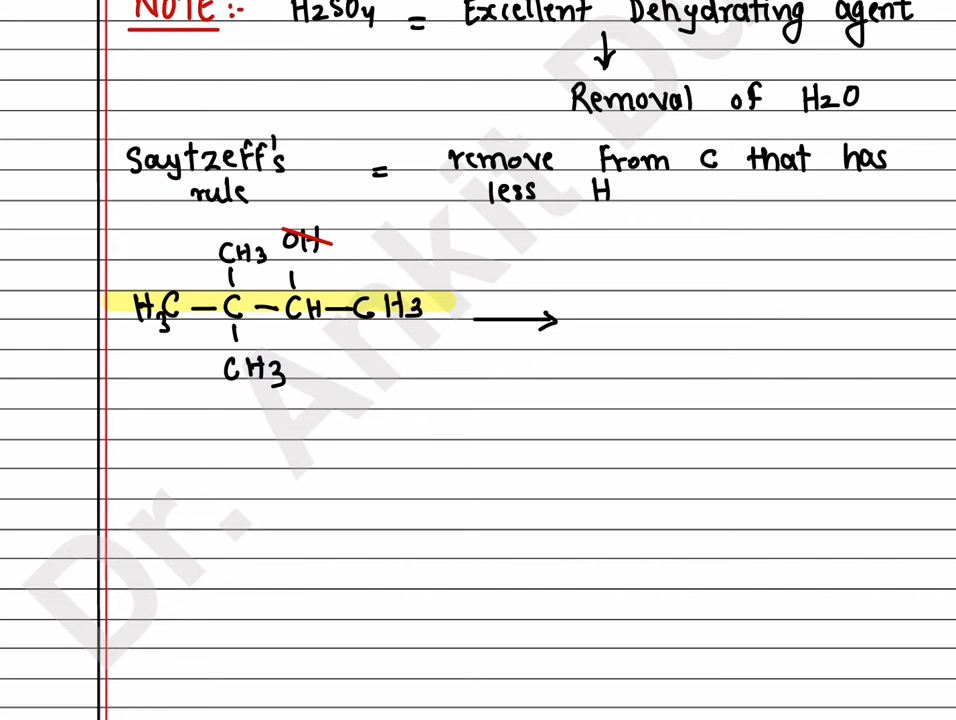 NOTE :- H2SO4 = Excellent Dehydrating agent
↓
Removal of H2O
Saytzeff's rule = remove from C that has less H
CH3 OH
H3C — C — CH — CH3 →
CH3
Dr. Ankit Du